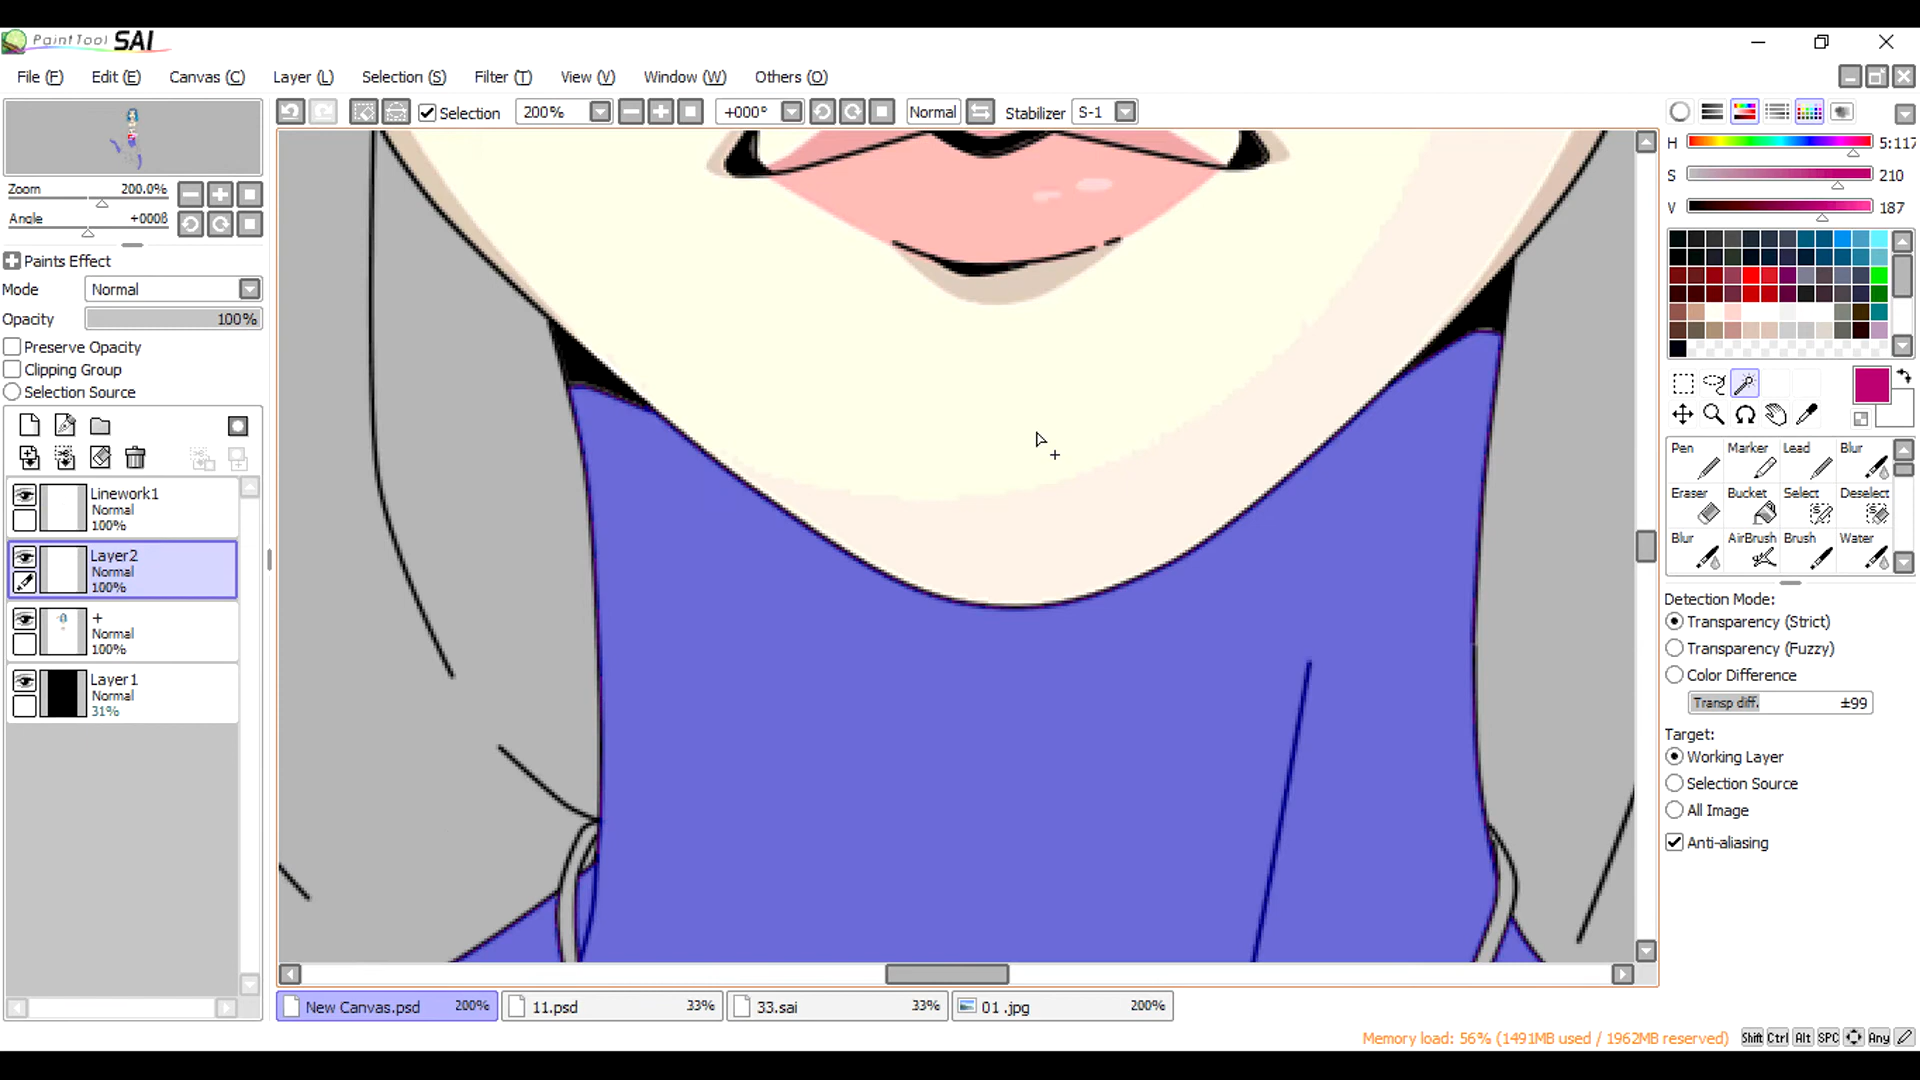 PaintTool SAI
File (F) Edit (E) Canvas (C) Layer (L) Selection (S) Filter (T) View (V) Window (W) Others (O)
Selection 200% +000° Normal Stabilizer S-1
Zoom 200.0%
Angle +000ß
Paints Effect
Mode Normal
Opacity 100%
Preserve Opacity
Clipping Group
Selection Source
Linework1
Normal
100%
Layer2
Normal
100%
+
Normal
100%
Layer1
Normal
31%
H 5:117
S 210
V 187
Pen Marker Lead Blur
Eraser Bucket Select Deselect
Blur AirBrush Brush Water
Detection Mode:
Transparency (Strict)
Transparency (Fuzzy)
Color Difference
Transp diff. ±99
Target:
Working Layer
Selection Source
All Image
Anti-aliasing
New Canvas.psd 200% 11.psd 33% 33.sai 33% 01 .jpg 200%
Memory load: 56% (1491MB used / 1962MB reserved) Shift Ctrl Alt SPC Any